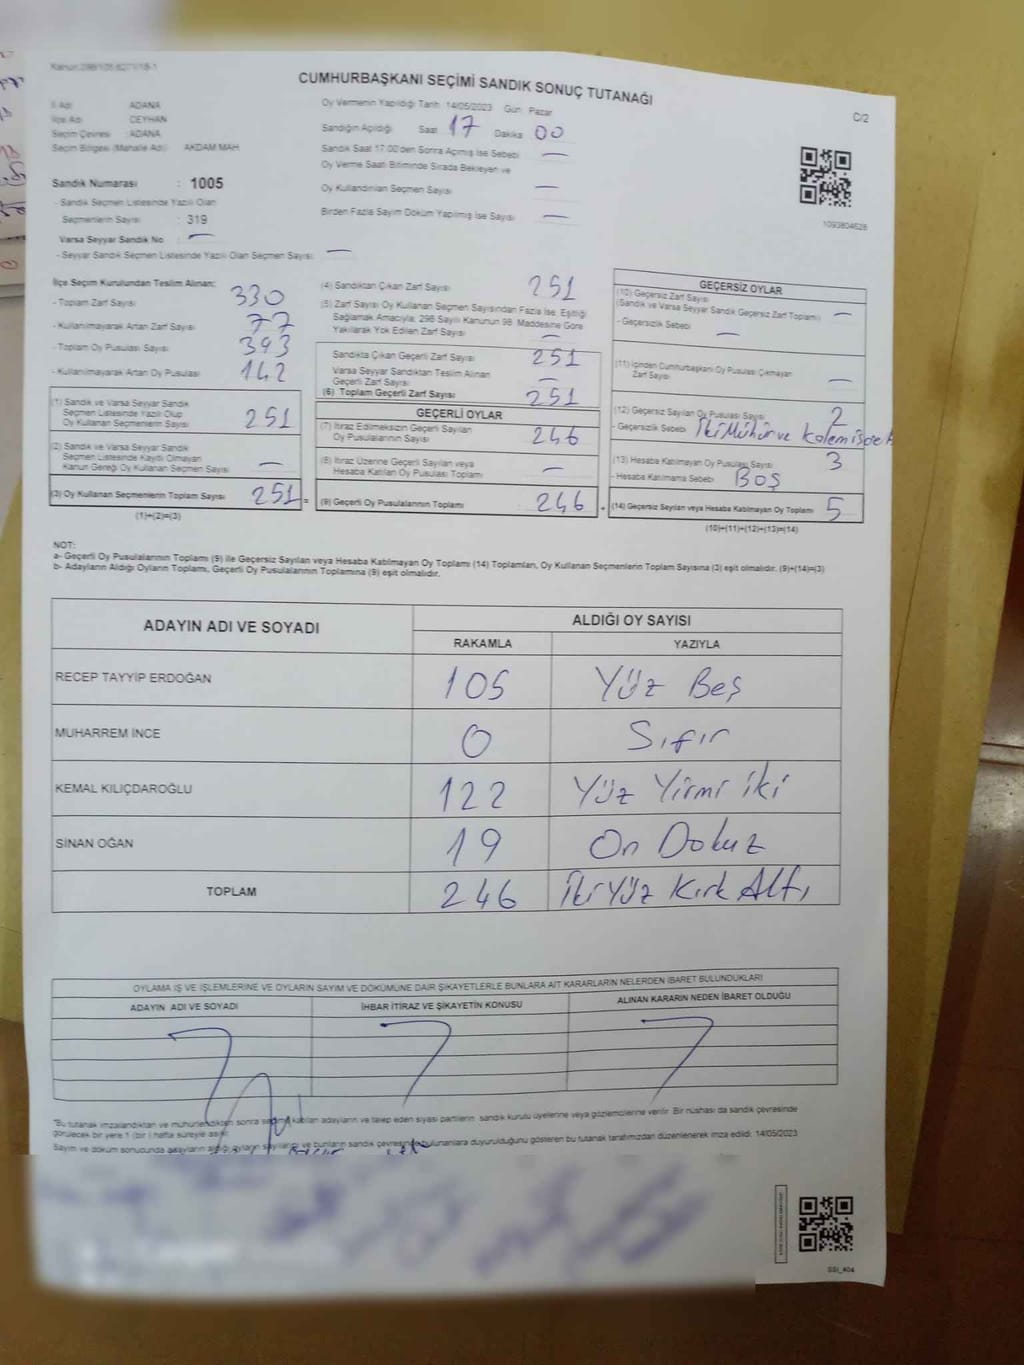 Kanun:298/105 6271/18-1
CUMHURBAŞKANI SEÇİMİ SANDIK SONUÇ TUTANAĞI
C/2
İl Adı : ADANA
İlçe Adı : CEYHAN
Seçim Çevresi : ADANA
Seçim Bölgesi (Mahalle Adı) : AKDAM MAH
Sandık Numarası : 1005
- Sandık Seçmen Listesinde Yazılı Olan
Seçmenlerin Sayısı : 319
Varsa Seyyar Sandık No : —
- Seyyar Sandık Seçmen Listesinde Yazılı Olan Seçmen Sayısı: —
Oy Vermenin Yapıldığı Tarih: 14/05/2023 Gün: Pazar
Sandığın Açıldığı Saat 17 Dakika 00
Sandık Saat 17.00'den Sonra Açılmış İse Sebebi —
Oy Verme Saati Bitiminde Sırada Bekleyen ve
Oy Kullandırılan Seçmen Sayısı —
Birden Fazla Sayım Döküm Yapılmış İse Sayısı —
1093804628
İlçe Seçim Kurulundan Teslim Alınan:
- Toplam Zarf Sayısı 330
- Kullanılmayarak Artan Zarf Sayısı 77
- Toplam Oy Pusulası Sayısı 393
- Kullanılmayarak Artan Oy Pusulası 142
(1) Sandık ve Varsa Seyyar Sandık
Seçmen Listesinde Yazılı Olup
Oy Kullanan Seçmenlerin Sayısı 251
(2) Sandık ve Varsa Seyyar Sandık
Seçmen Listesinde Kayıtlı Olmayan
Kanun Gereği Oy Kullanan Seçmen Sayısı —
(3) Oy Kullanan Seçmenlerin Toplam Sayısı 251 =
(1)+(2)=(3)
(4) Sandıktan Çıkan Zarf Sayısı 251
(5) Zarf Sayısı Oy Kullanan Seçmen Sayısından Fazla İse, Eşitliği
Sağlamak Amacıyla; 298 Sayılı Kanunun 98. Maddesine Göre
Yakılarak Yok Edilen Zarf Sayısı —
Sandıkta Çıkan Geçerli Zarf Sayısı 251
Varsa Seyyar Sandıktan Teslim Alınan
Geçerli Zarf Sayısı —
(6) Toplam Geçerli Zarf Sayısı 251
GEÇERLİ OYLAR
(7) İtiraz Edilmeksizin Geçerli Sayılan
Oy Pusulalarının Sayısı 246
(8) İtiraz Üzerine Geçerli Sayılan veya
Hesaba Katılan Oy Pusulası Toplamı —
(9) Geçerli Oy Pusulalarının Toplamı : 246 +
GEÇERSİZ OYLAR
(10) Geçersiz Zarf Sayısı
(Sandık ve Varsa Seyyar Sandık Geçersiz Zarf Toplamı) —
- Geçersizlik Sebebi —
(11) İçinden Cumhurbaşkanı Oy Pusulası Çıkmayan
Zarf Sayısı —
(12) Geçersiz Sayılan Oy Pusulası Sayısı 2
- Geçersizlik Sebebi İki Mühür ve Kalem
(13) Hesaba Katılmayan Oy Pusulası Sayısı 3
- Hesaba Katılmama Sebebi BOŞ
(14) Geçersiz Sayılan veya Hesaba Katılmayan Oy Toplamı 5
(10)+(11)+(12)+(13)=(14)
NOT:
a- Geçerli Oy Pusulalarının Toplamı (9) ile Geçersiz Sayılan veya Hesaba Katılmayan Oy Toplamı (14) Toplamları, Oy Kullanan Seçmenlerin Toplam Sayısına (3) eşit olmalıdır. (9)+(14)=(3)
b- Adayların Aldığı Oyların Toplamı, Geçerli Oy Pusulalarının Toplamına (9) eşit olmalıdır.
ADAYIN ADI VE SOYADI ALDIĞI OY SAYISI
RAKAMLA YAZIYLA
RECEP TAYYİP ERDOĞAN 105 Yüz Beş
MUHARREM İNCE 0 Sıfır
KEMAL KILIÇDAROĞLU 122 Yüz Yirmi iki
SİNAN OĞAN 19 On Dokuz
TOPLAM 246 İki Yüz Kırk Altı
OYLAMA İŞ VE İŞLEMLERİNE VE OYLARIN SAYIM VE DÖKÜMÜNE DAİR ŞİKAYETLERLE BUNLARA AİT KARARLARIN NELERDEN İBARET BULUNDUKLARI
ADAYIN ADI VE SOYADI İHBAR İTİRAZ VE ŞİKAYETİN KONUSU ALINAN KARARIN NEDEN İBARET OLDUĞU
"Bu tutanak imzalandıktan ve mühürlendikten sonra seçime katılan adayların ve talep eden siyasi partilerin sandık kurulu üyelerine veya gözlemcilerine verilir. Bir nüshası da sandık çevresinde
görülecek bir yere 1 (bir) hafta süreyle asılır.
Sayım ve döküm sonucunda adayların aldığı oyların sayılarını ve bunların sandık çevresinde bulunanlara duyurulduğunu gösteren bu tutanak tarafımızdan düzenlenerek imza edildi. 14/05/2023
SSI_404